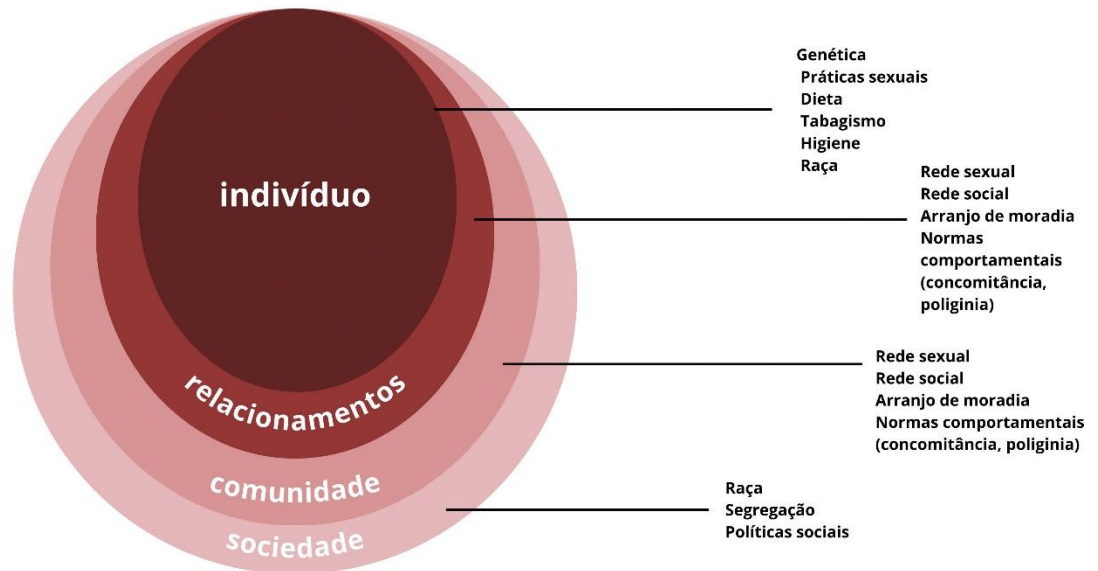 indivíduo
relacionamentos
comunidade
sociedade
Genética
Práticas sexuais
Dieta
Tabagismo
Higiene
Raça
Rede sexual
Rede social
Arranjo de moradia
Normas
comportamentais
(concomitância,
poliginia)
Rede sexual
Rede social
Arranjo de moradia
Normas comportamentais
(concomitância, poliginia)
Raça
Segregação
Políticas sociais